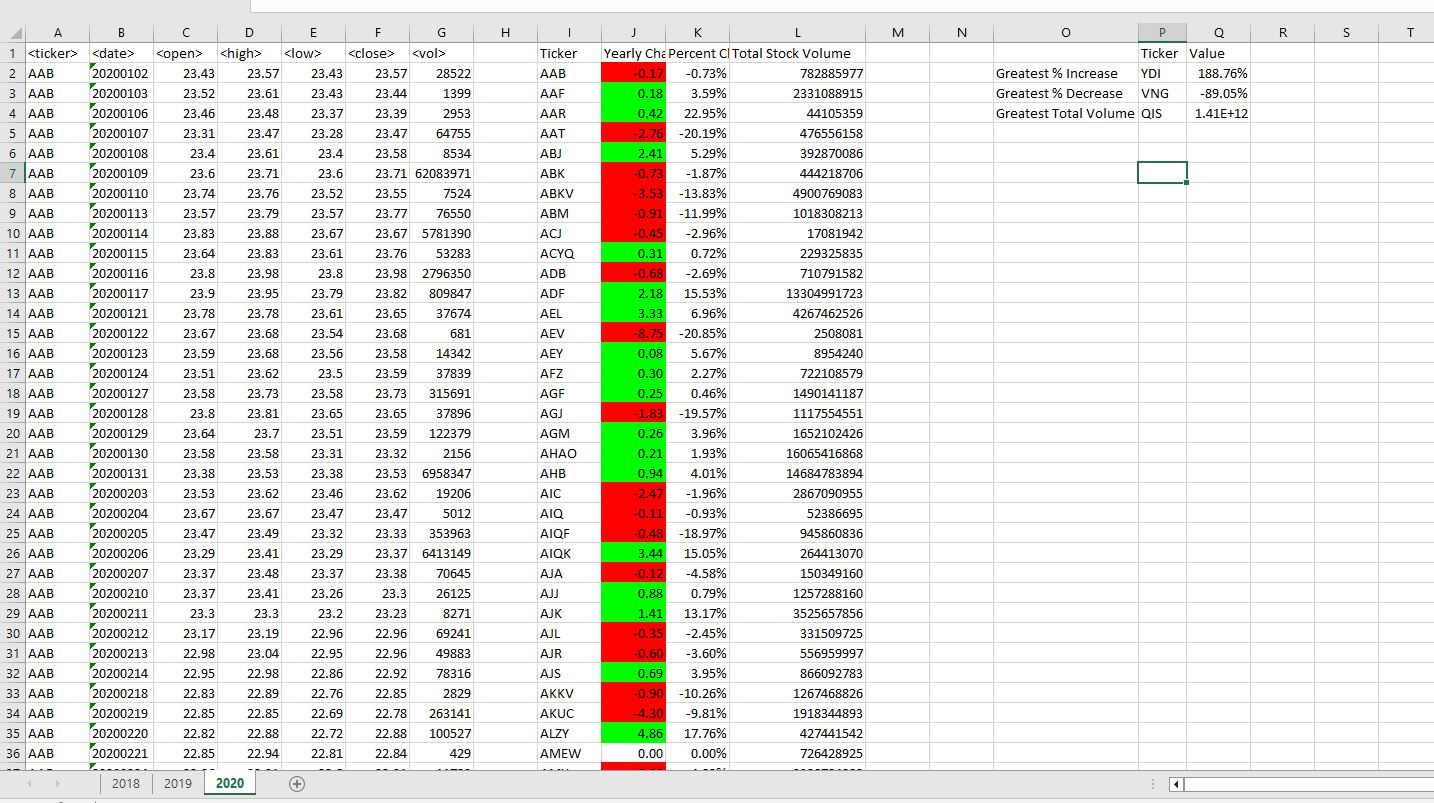 A B C D E F G H I J K L M N O P Q R S T
1 <ticker> <date> <open> <high> <low> <close> <vol> Ticker Yearly Cha Percent C Total Stock Volume Ticker Value
2 AAB 20200102 23.43 23.57 23.43 23.57 28522 AAB -0.17 -0.73% 782885977 Greatest % Increase YDI 188.76%
3 AAB 20200103 23.52 23.61 23.43 23.44 1399 AAF 0.18 3.59% 2331088915 Greatest % Decrease VNG -89.05%
4 AAB 20200106 23.46 23.48 23.37 23.39 2953 AAR 0.42 22.95% 44105359 Greatest Total Volume QIS 1.41E+12
5 AAB 20200107 23.31 23.47 23.28 23.47 64755 AAT -2.76 -20.19% 476556158
6 AAB 20200108 23.4 23.61 23.4 23.58 8534 ABJ 2.41 5.29% 392870086
7 AAB 20200109 23.6 23.71 23.6 23.71 62083971 ABK -0.73 -1.87% 444218706
8 AAB 20200110 23.74 23.76 23.52 23.55 7524 ABKV -3.53 -13.83% 4900769083
9 AAB 20200113 23.57 23.79 23.57 23.77 76550 ABM -0.91 -11.99% 1018308213
10 AAB 20200114 23.83 23.88 23.67 23.67 5781390 ACJ -0.45 -2.96% 17081942
11 AAB 20200115 23.64 23.83 23.61 23.76 53283 ACYQ 0.31 0.72% 229325835
12 AAB 20200116 23.8 23.98 23.8 23.98 2796350 ADB -0.68 -2.69% 710791582
13 AAB 20200117 23.9 23.95 23.79 23.82 809847 ADF 2.18 15.53% 13304991723
14 AAB 20200121 23.78 23.78 23.61 23.65 37674 AEL 3.33 6.96% 4267462526
15 AAB 20200122 23.67 23.68 23.54 23.68 681 AEV -8.75 -20.85% 2508081
16 AAB 20200123 23.59 23.68 23.56 23.58 14342 AEY 0.08 5.67% 8954240
17 AAB 20200124 23.51 23.62 23.5 23.59 37839 AFZ 0.30 2.27% 722108579
18 AAB 20200127 23.58 23.73 23.58 23.73 315691 AGF 0.25 0.46% 1490141187
19 AAB 20200128 23.8 23.81 23.65 23.65 37896 AGJ -1.83 -19.57% 1117554551
20 AAB 20200129 23.64 23.7 23.51 23.59 122379 AGM 0.26 3.96% 1652102426
21 AAB 20200130 23.58 23.58 23.31 23.32 2156 AHAO 0.21 1.93% 16065416868
22 AAB 20200131 23.38 23.53 23.38 23.53 6958347 AHB 0.94 4.01% 14684783894
23 AAB 20200203 23.53 23.62 23.46 23.62 19206 AIC -2.47 -1.96% 2867090955
24 AAB 20200204 23.67 23.67 23.47 23.47 5012 AIQ -0.11 -0.93% 52386695
25 AAB 20200205 23.47 23.49 23.32 23.33 353963 AIQF -0.48 -18.97% 945860836
26 AAB 20200206 23.29 23.41 23.29 23.37 6413149 AIQK 3.44 15.05% 264413070
27 AAB 20200207 23.37 23.48 23.37 23.38 70645 AJA -0.12 -4.58% 150349160
28 AAB 20200210 23.37 23.41 23.26 23.3 26125 AJJ 0.88 0.79% 1257288160
29 AAB 20200211 23.3 23.3 23.2 23.23 8271 AJK 1.41 13.17% 3525657856
30 AAB 20200212 23.17 23.19 22.96 22.96 69241 AJL -0.35 -2.45% 331509725
31 AAB 20200213 22.98 23.04 22.95 22.96 49883 AJR -0.60 -3.60% 556959997
32 AAB 20200214 22.95 22.98 22.86 22.92 78316 AJS 0.69 3.95% 866092783
33 AAB 20200218 22.83 22.89 22.76 22.85 2829 AKKV -0.90 -10.26% 1267468826
34 AAB 20200219 22.85 22.85 22.69 22.78 263141 AKUC -4.30 -9.81% 1918344893
35 AAB 20200220 22.82 22.88 22.72 22.88 100527 ALZY 4.86 17.76% 427441542
36 AAB 20200221 22.85 22.94 22.81 22.84 429 AMEW 0.00 0.00% 726428925
2018 2019 2020